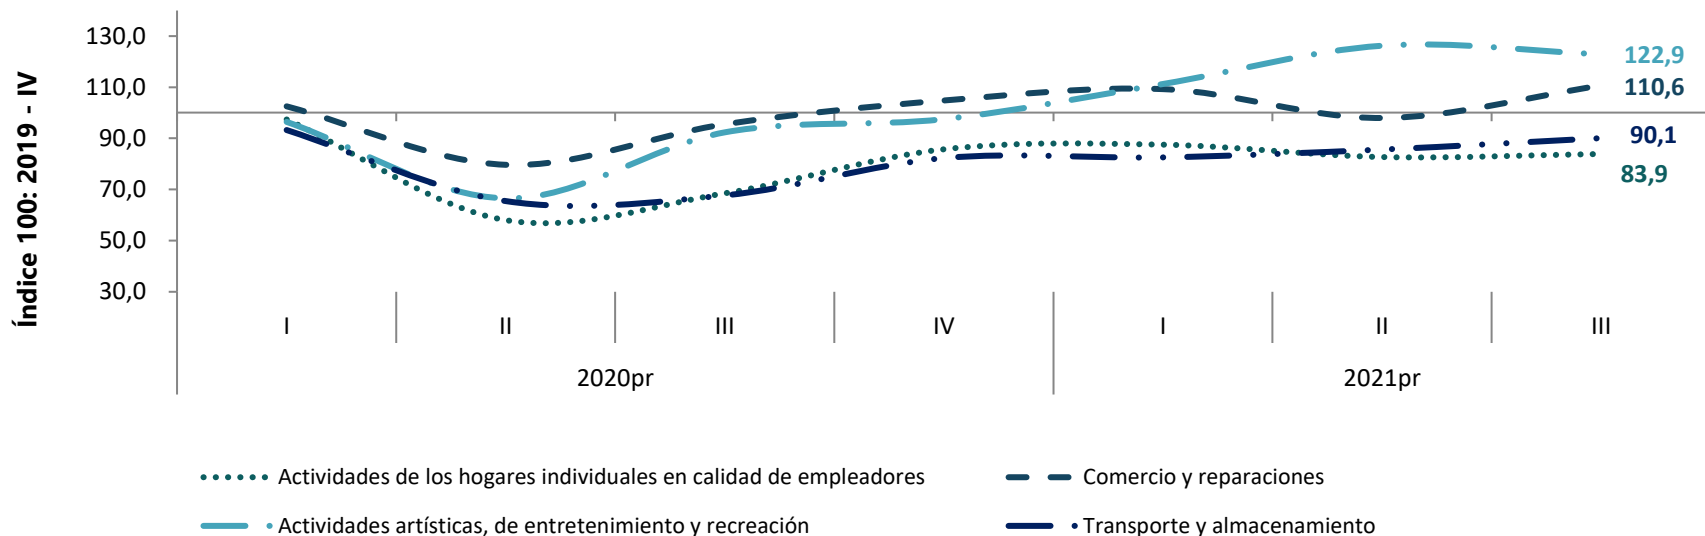 Índice 100: 2019 - IV
130,0
110,0
90,0
70,0
50,0
30,0
122,9
110,6
90,1
83,9
I II III IV I II III
2020pr 2021pr
Actividades de los hogares individuales en calidad de empleadores
Comercio y reparaciones
Actividades artísticas, de entretenimiento y recreación
Transporte y almacenamiento